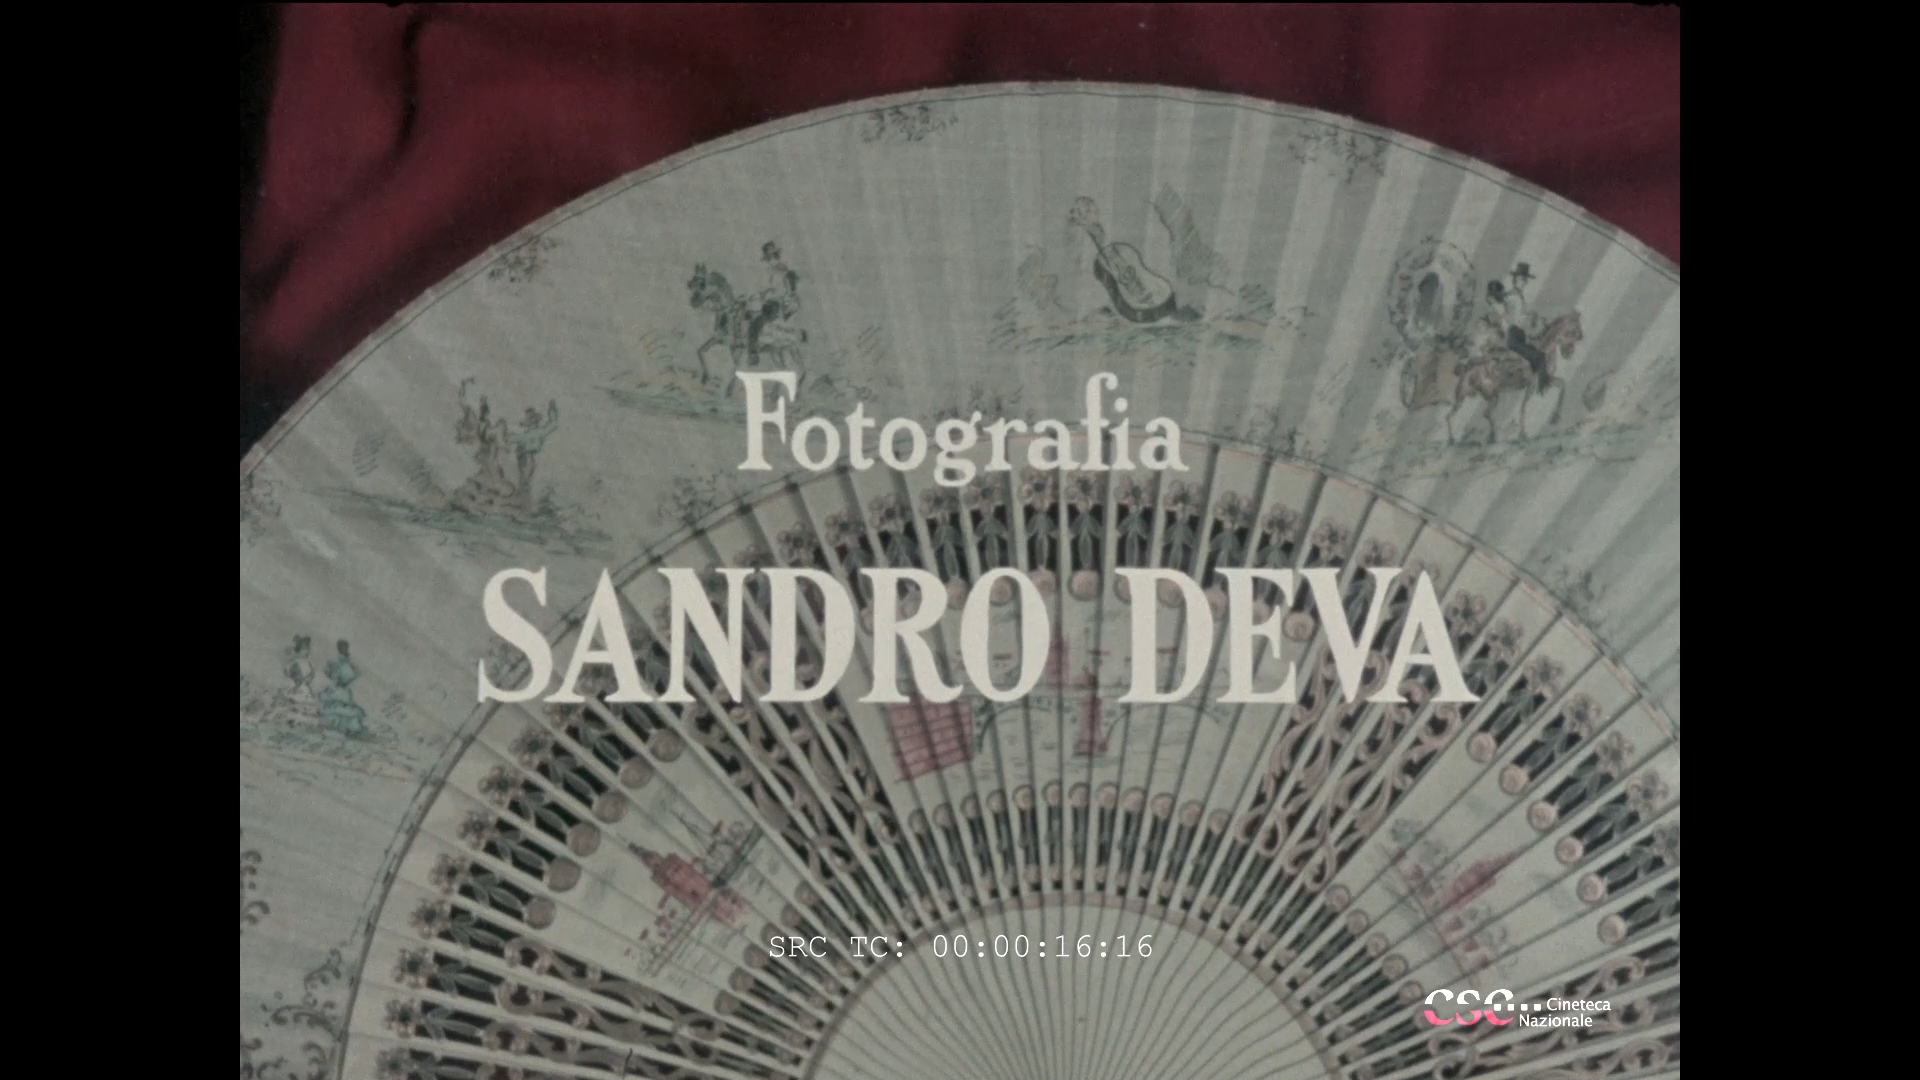 Fotografia
SANDRO DEVA
SRC TC: 00:00:16:16
CSC... Cineteca
Nazionale